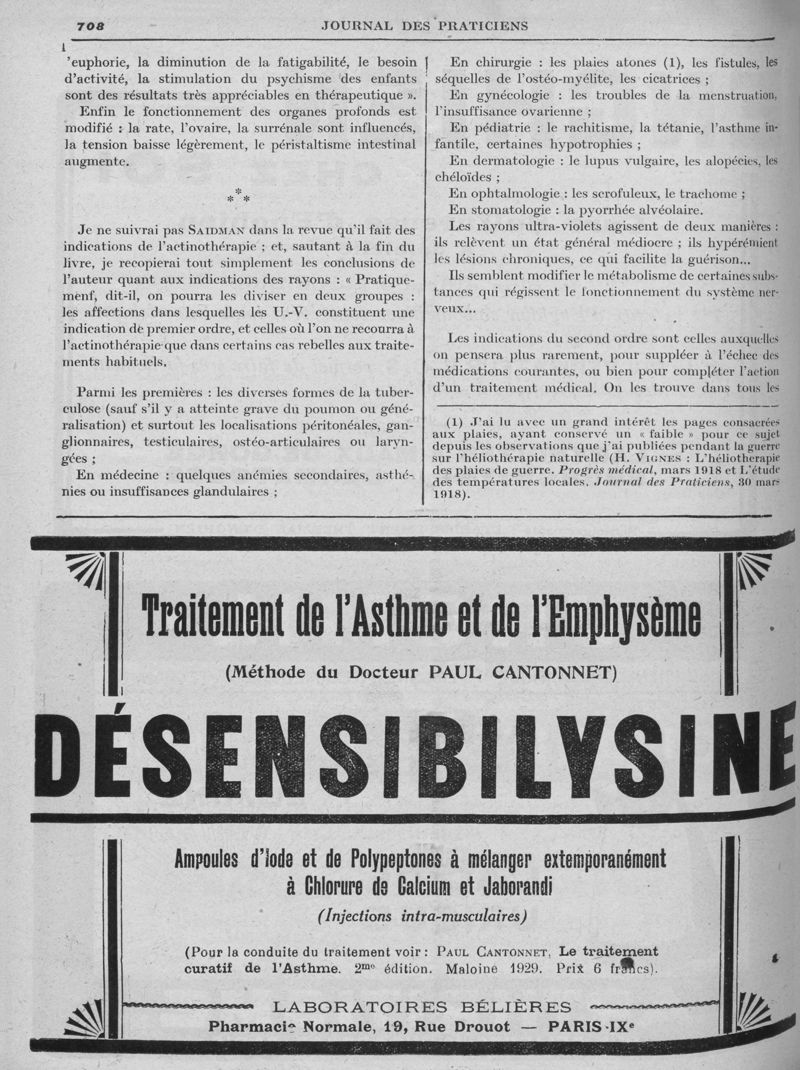 708
JOURNAL DES PRATICIENS
'euphorie, la diminution de la fatigabilité, le besoin
d'activité, la stimulation du psychisme des enfants
sont des résultats très appréciables en thérapeutique ».
Enfin le fonctionnement des organes profonds est
modifié : la rate, l'ovaire, la surrénale sont influencés,
la tension baisse légèrement, le péristaltisme intestinal
augmente.
*
* *
Je ne suivrai pas SAIDMAN dans la revue qu'il fait des
indications de l'actinothérapie ; et, sautant à la fin du
livre, je recopierai tout simplement les conclusions de
l'auteur quant aux indications des rayons : « Pratique-
menf, dit-il, on pourra les diviser en deux groupes :
les affections dans lesquelles les U.-V. constituent une
indication de premier ordre, et celles où l'on ne recourra à
l'actinothérapie que dans certains cas rebelles aux traite-
ments habituels.
Parmi les premières : les diverses formes de la tuber-
culose (sauf s'il y a atteinte grave du poumon ou géné-
ralisation) et surtout les localisations péritonéales, gan-
glionnaires, testiculaires, ostéo-articulaires ou laryn-
gées ;
En médecine : quelques anémies secondaires, asthé-
nies ou insuffisances glandulaires ;
En chirurgie : les plaies atones (1), les fistules, les
séquelles de l'ostéo-myélite, les cicatrices ;
En gynécologie : les troubles de la menstruation,
l'insuffisance ovarienne ;
En pédiatrie : le rachitisme, la tétanie, l'asthme in-
fantile, certaines hypotrophies ;
En dermatologie : le lupus vulgaire, les alopécies, les
chéloïdes ;
En ophtalmologie : les scrofuleux, le trachome ;
En stomatologie : la pyorrhée alvéolaire.
Les rayons ultra-violets agissent de deux manières :
ils relèvent un état général médiocre ; ils hypérémient
les lésions chroniques, ce qui facilite la guérison...
Ils semblent modifier le métabolisme de certaines subs-
tances qui régissent le fonctionnement du système ner-
veux...
Les indications du second ordre sont celles auxquelles
on pensera plus rarement, pour suppléer à l'échec des
médications courantes, ou bien pour compléter l'action
d'un traitement médical. On les trouve dans tous les
(1) J'ai lu avec un grand intérêt les pages consacrées
aux plaies, ayant conservé un « faible » pour ce sujet
depuis les observations que j'ai publiées pendant la guerre
sur l'héliothérapie naturelle (H. VIGNES : L'héliotherapie
des plaies de guerre. Progrès médical, mars 1918 et L'étude
des températures locales. Journal des Praticiens, 30 mars
1918).
Traitement de l'Asthme et de l'Emphysème
(Méthode du Docteur PAUL CANTONNET)
DÉSENSIBILYSINE
Ampoules d'iode et de Polypeptones à mélanger extemporanément
à Chlorure de Calcium et Jaborandi
(Injections intra-musculaires)
(Pour la conduite du traitement voir : PAUL CANTONNET, Le traitement
curatif de l'Asthme. 2me édition. Maloine 1929. Prix 6 francs).
LABORATOIRES BÉLIÈRES
Pharmacie Normale, 19, Rue Drouot — PARIS-IXe